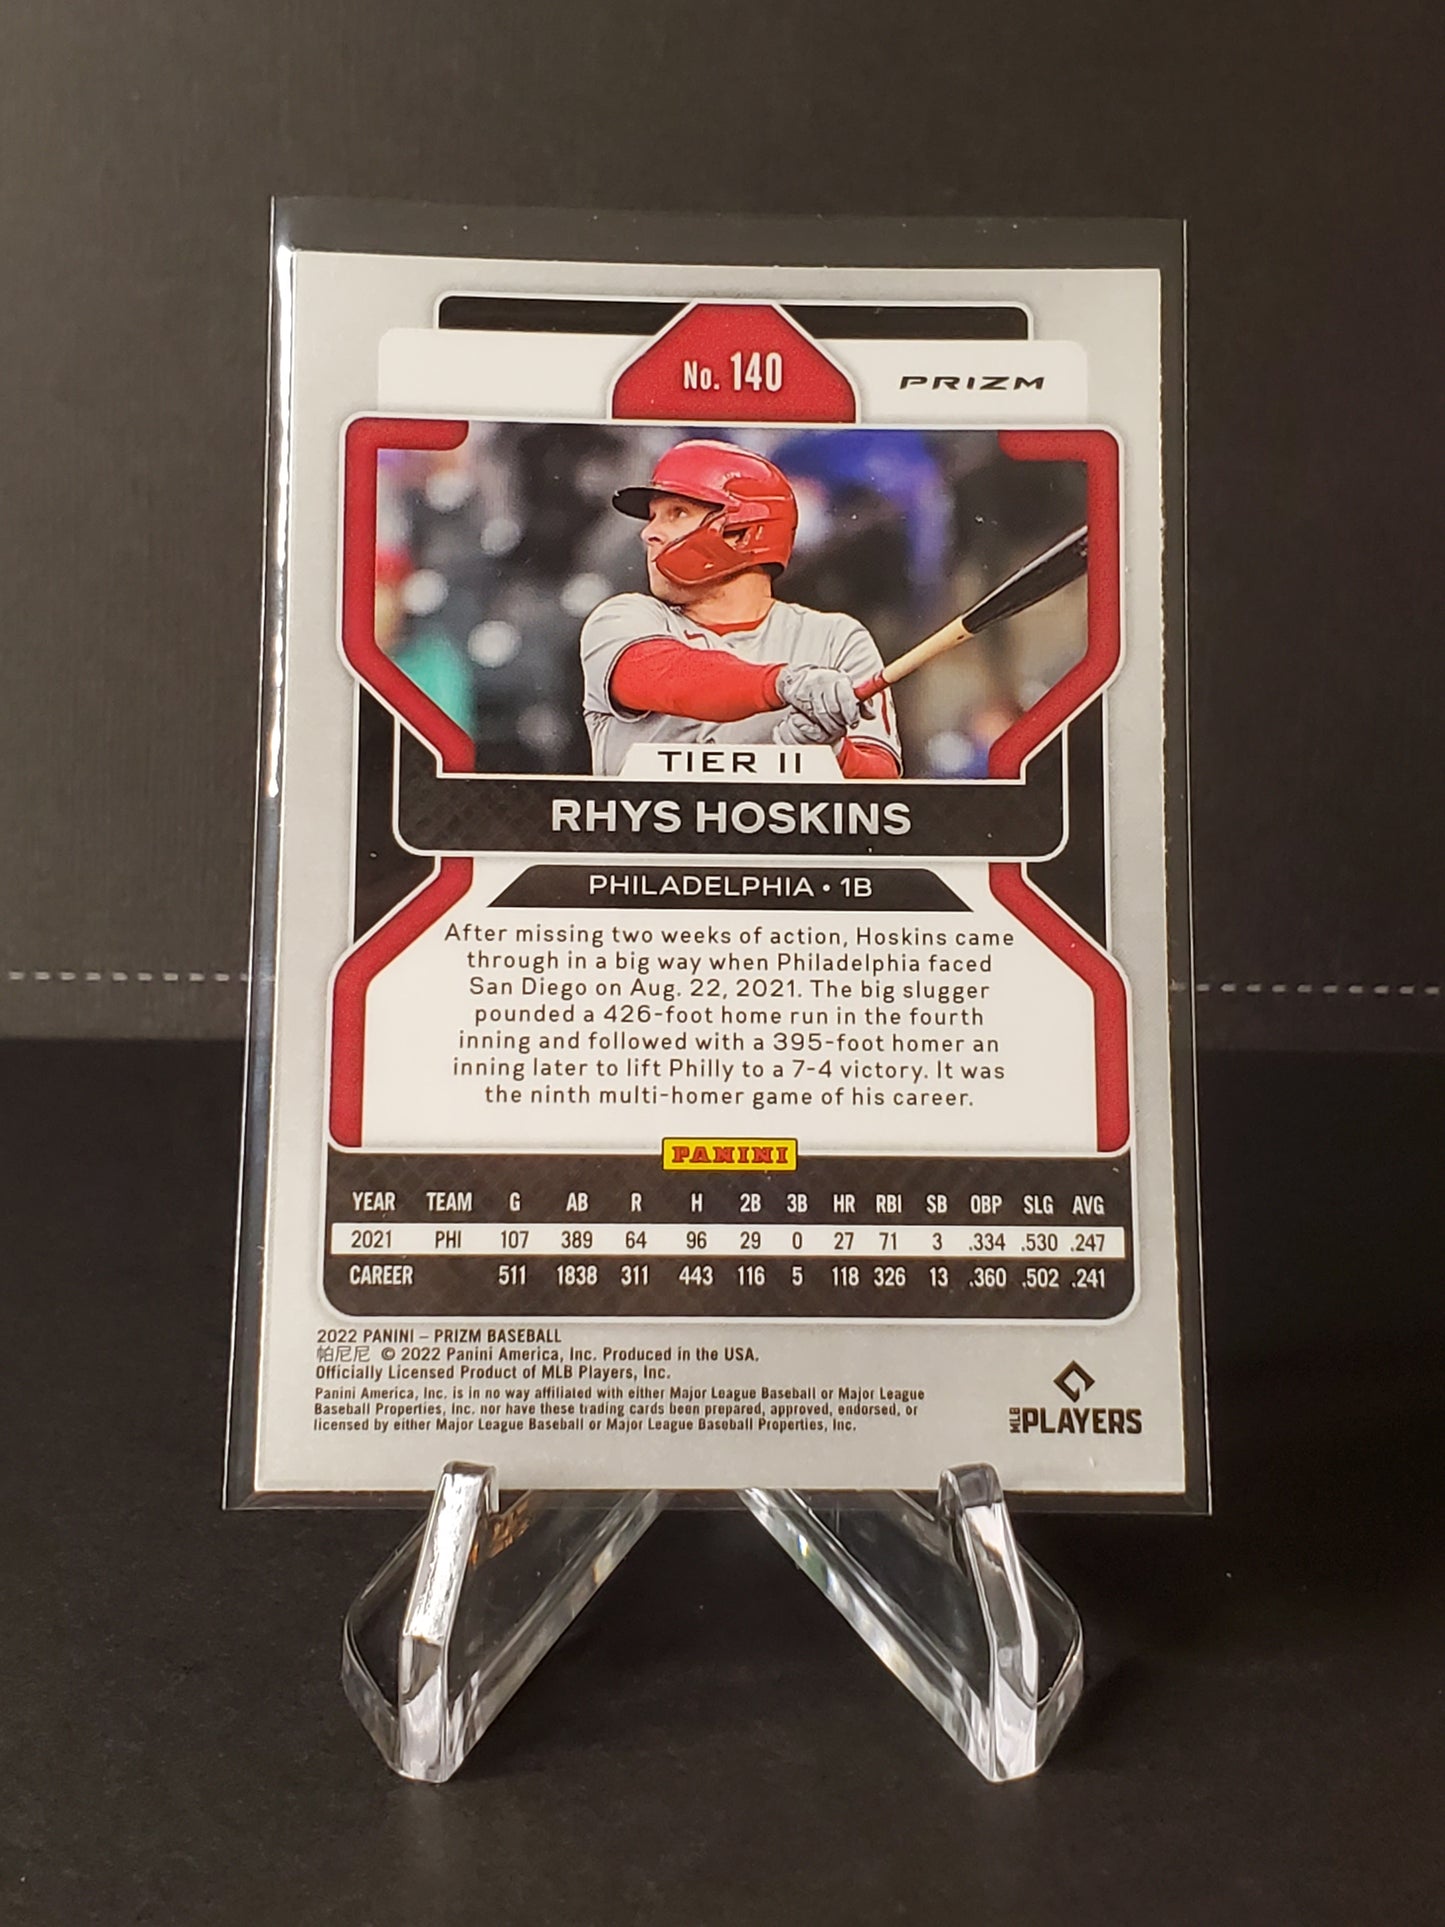 No. 140
PRIZM
TIER II
RHYS HOSKINS
PHILADELPHIA • 1B
After missing two weeks of action, Hoskins came
through in a big way when Philadelphia faced
San Diego on Aug. 22, 2021. The big slugger
pounded a 426-foot home run in the fourth
inning and followed with a 395-foot homer an
inning later to lift Philly to a 7-4 victory. It was
the ninth multi-homer game of his career.
PANINI
YEAR TEAM G AB R H 2B 3B HR RBI SB OBP SLG AVG
2021 PHI 107 389 64 96 29 0 27 71 3 .334 .530 .247
CAREER 511 1838 311 443 116 5 118 326 13 .360 .502 .241
2022 PANINI – PRIZM BASEBALL
帕尼尼 © 2022 Panini America, Inc. Produced in the USA.
Officially Licensed Product of MLB Players, Inc.
Panini America, Inc. is in no way affiliated with either Major League Baseball or Major League
Baseball Properties, Inc. nor have these trading cards been prepared, approved, endorsed, or
licensed by either Major League Baseball or Major League Baseball Properties, Inc.
MLB PLAYERS